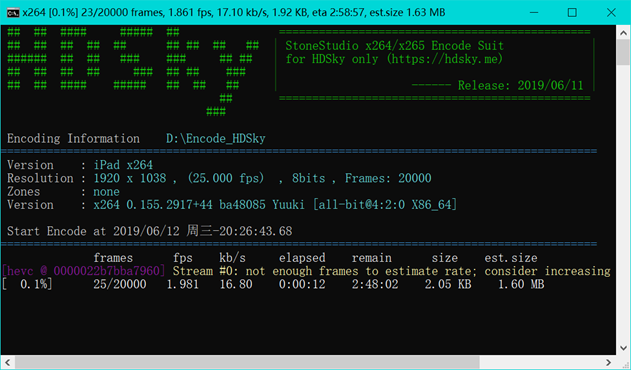 x264 [0.1%] 23/20000 frames, 1.861 fps, 17.10 kb/s, 1.92 KB, eta 2:58:57, est.size 1.63 MB
HDSky
StoneStudio x264/x265 Encode Suit
for HDSky only (https://hdsky.me)
------ Release: 2019/06/11
Encoding Information D:\Encode_HDSky
Version : iPad x264
Resolution : 1920 x 1038 , (25.000 fps) , 8bits , Frames: 20000
Zones : none
Version : x264 0.155.2917+44 ba48085 Yuuki [all-bit@4:2:0 X86_64]
Start Encode at 2019/06/12 周三-20:26:43.68
frames fps kb/s elapsed remain size est.size
[hevc @ 0000022b7bba7960] Stream #0: not enough frames to estimate rate; consider increasing
[ 0.1%] 25/20000 1.981 16.80 0:00:12 2:48:02 2.05 KB 1.60 MB